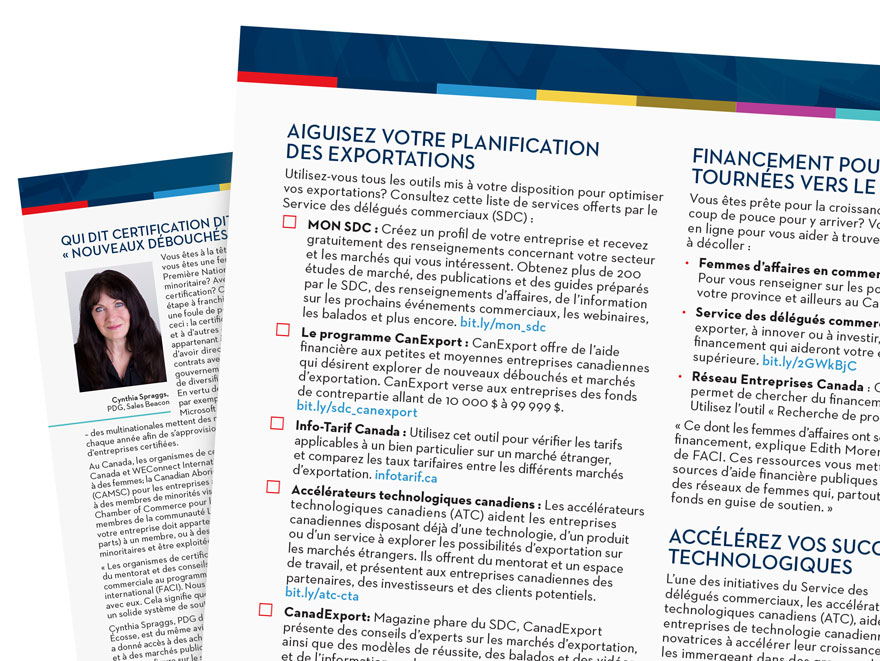 QUI DIT CERTIFICATION DIT
« NOUVEAUX DÉBOUCHÉS
Vous êtes à la têt
vous êtes une fem
Première Nation
minoritaire? Ave
certification? C
étape à franchi
une foule de p
ceci : la certifi
et à d'autres
appartenant
d'avoir direc
contrats ave
gouverneme
de diversifi
En vertu d
par exemp
Microsoft
Cynthia Spraggs,
PDG, Sales Beacon
– des multinationales mettent des m
chaque année afin de s'approvisio
d'entreprises certifiées.
Au Canada, les organismes de ce
Canada et WEConnect Internat
à des femmes; la Canadian Abor
(CAMSC) pour les entreprises a
à des membres de minorités vis
Chamber of Commerce pour l
membres de la communauté L
votre entreprise doit apparte
parts) à un membre, ou à des
minoritaires et être exploitée
« Les organismes de certific
du mentorat et des conseils
commerciale au programm
international (FACI). Nous
avec eux. Cela signifie que
un solide système de sout
Cynthia Spraggs, PDG d
Écosse, est du même avi
a donné accès à des ach
et à des marchés public
AIGUISEZ VOTRE PLANIFICATION
DES EXPORTATIONS
Utilisez-vous tous les outils mis à votre disposition pour optimiser
vos exportations? Consultez cette liste de services offerts par le
Service des délégués commerciaux (SDC) :
MON SDC : Créez un profil de votre entreprise et recevez
gratuitement des renseignements concernant votre secteur
et les marchés qui vous intéressent. Obtenez plus de 200
études de marché, des publications et des guides préparés
par le SDC, des renseignements d'affaires, de l'information
sur les prochains événements commerciaux, les webinaires,
les balados et plus encore. bit.ly/mon_sdc
Le programme CanExport : CanExport offre de l'aide
financière aux petites et moyennes entreprises canadiennes
qui désirent explorer de nouveaux débouchés et marchés
d'exportation. CanExport verse aux entreprises des fonds
de contrepartie allant de 10 000 $ à 99 999 $.
bit.ly/sdc_canexport
Info-Tarif Canada : Utilisez cet outil pour vérifier les tarifs
applicables à un bien particulier sur un marché étranger,
et comparez les taux tarifaires entre les différents marchés
d'exportation. infotarif.ca
Accélérateurs technologiques canadiens : Les accélérateurs
technologiques canadiens (ATC) aident les entreprises
canadiennes disposant déjà d'une technologie, d'un produit
ou d'un service à explorer les possibilités d'exportation sur
les marchés étrangers. Ils offrent du mentorat et un espace
de travail, et présentent aux entreprises canadiennes des
partenaires, des investisseurs et des clients potentiels.
bit.ly/atc-cta
CanadExport: Magazine phare du SDC, CanadExport
présente des conseils d'experts sur les marchés d'exportation,
ainsi que des modèles de réussite, des balados et des vidéos
FINANCEMENT POU
TOURNÉES VERS LE
Vous êtes prête pour la croissanc
coup de pouce pour y arriver? Vo
en ligne pour vous aider à trouve
à décoller :
• Femmes d'affaires en commer
Pour vous renseigner sur les po
votre province et ailleurs au Ca
• Service des délégués commerc
exporter, à innover ou à investir,
financement qui aideront votre e
supérieure. bit.ly/2GWkBjC
• Réseau Entreprises Canada : C
permet de chercher du financem
Utilisez l'outil « Recherche de pro
« Ce dont les femmes d'affaires ont s
financement, explique Edith Moren
de FACI. Ces ressources vous mett
sources d'aide financière publiques
des réseaux de femmes qui, partout
fonds en guise de soutien. »
ACCÉLÉREZ VOS SUCC
TECHNOLOGIQUES
L'une des initiatives du Service des
délégués commerciaux, les accélérat
technologiques canadiens (ATC), aide
entreprises de technologie canadienn
novatrices à accélérer leur croissance
les immergeant dans des